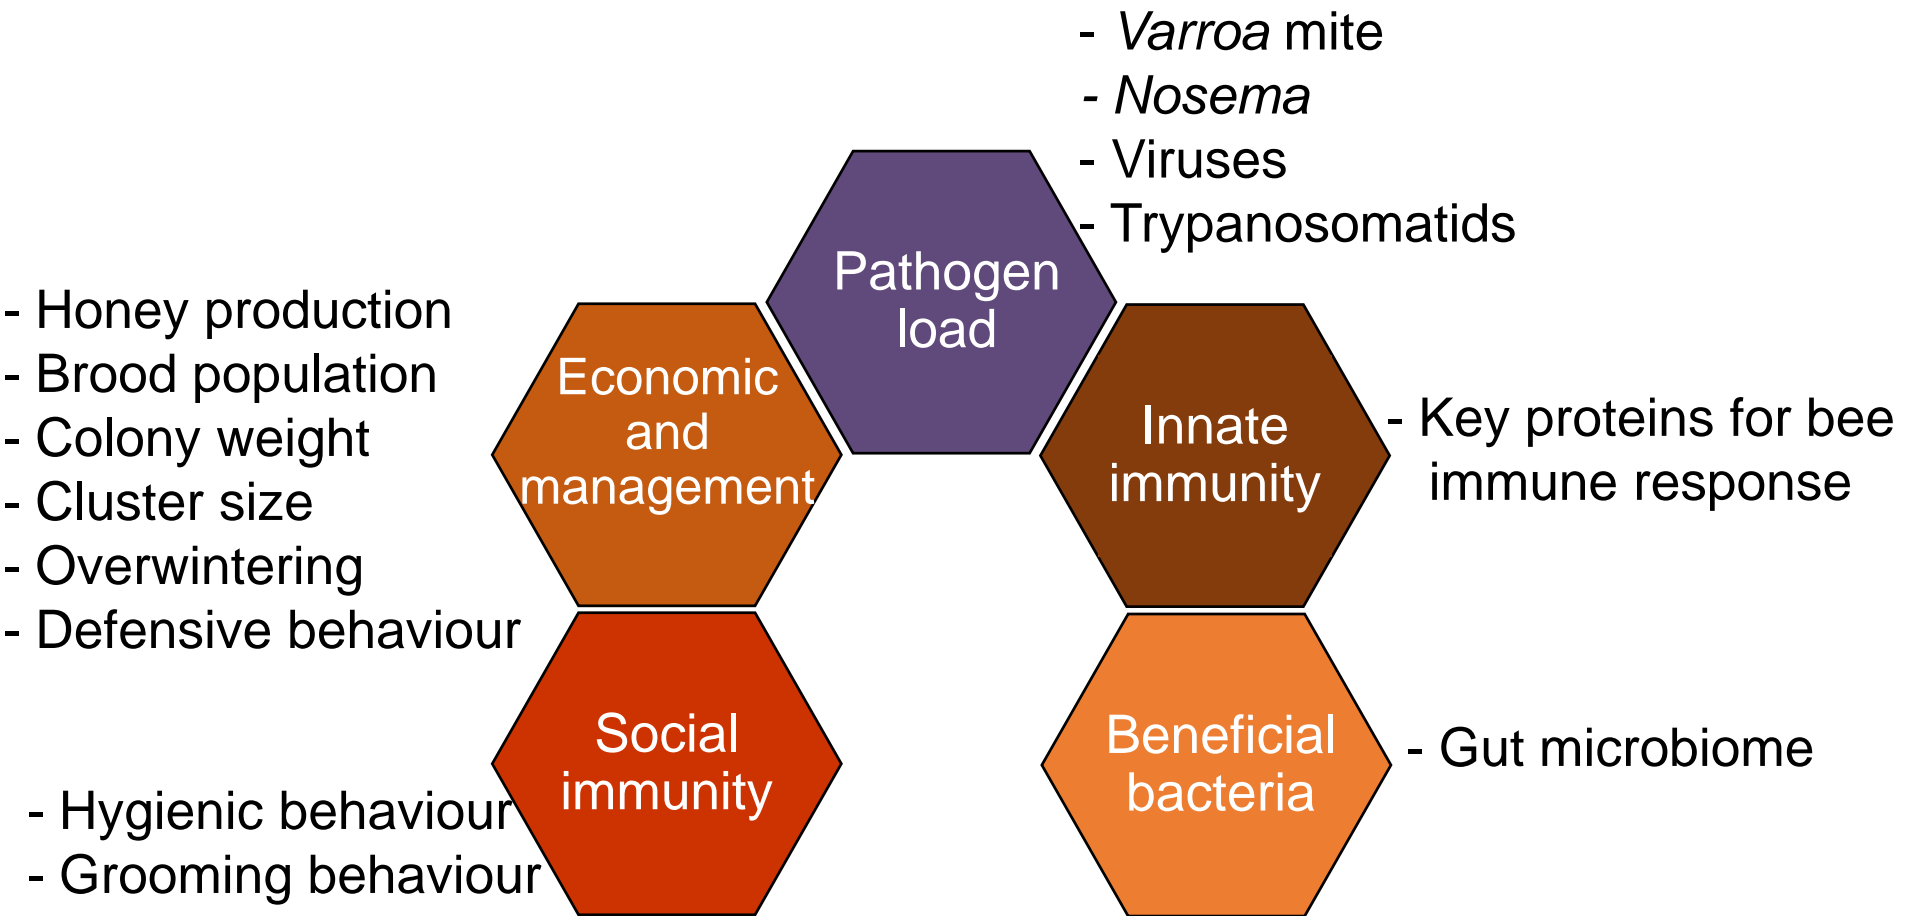 - Varroa mite
- Nosema
- Viruses
- Trypanosomatids
Pathogen
load
- Honey production
- Brood population
- Colony weight
- Cluster size
- Overwintering
- Defensive behaviour
Economic
and
management
Innate
immunity
- Key proteins for bee
immune response
Social
immunity
- Hygienic behaviour
- Grooming behaviour
Beneficial
bacteria
- Gut microbiome